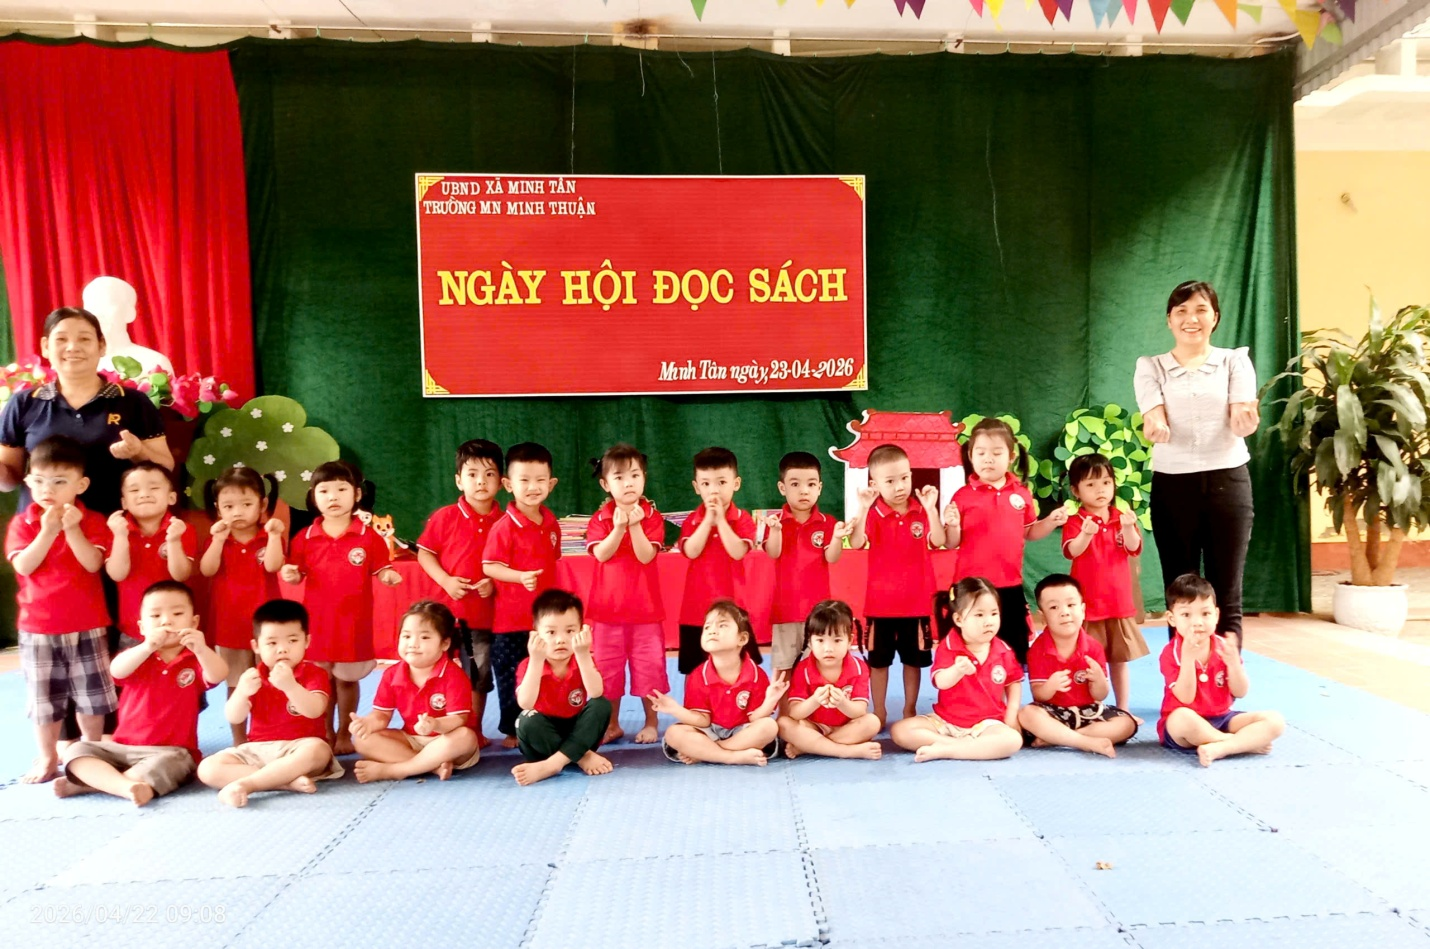 UBND XÃ MINH TÂN
TRƯỜNG MN MINH THUẬN
NGÀY HỘI ĐỌC SÁCH
Minh Tân ngày, 23-04-2026
2026/04/22 09:08